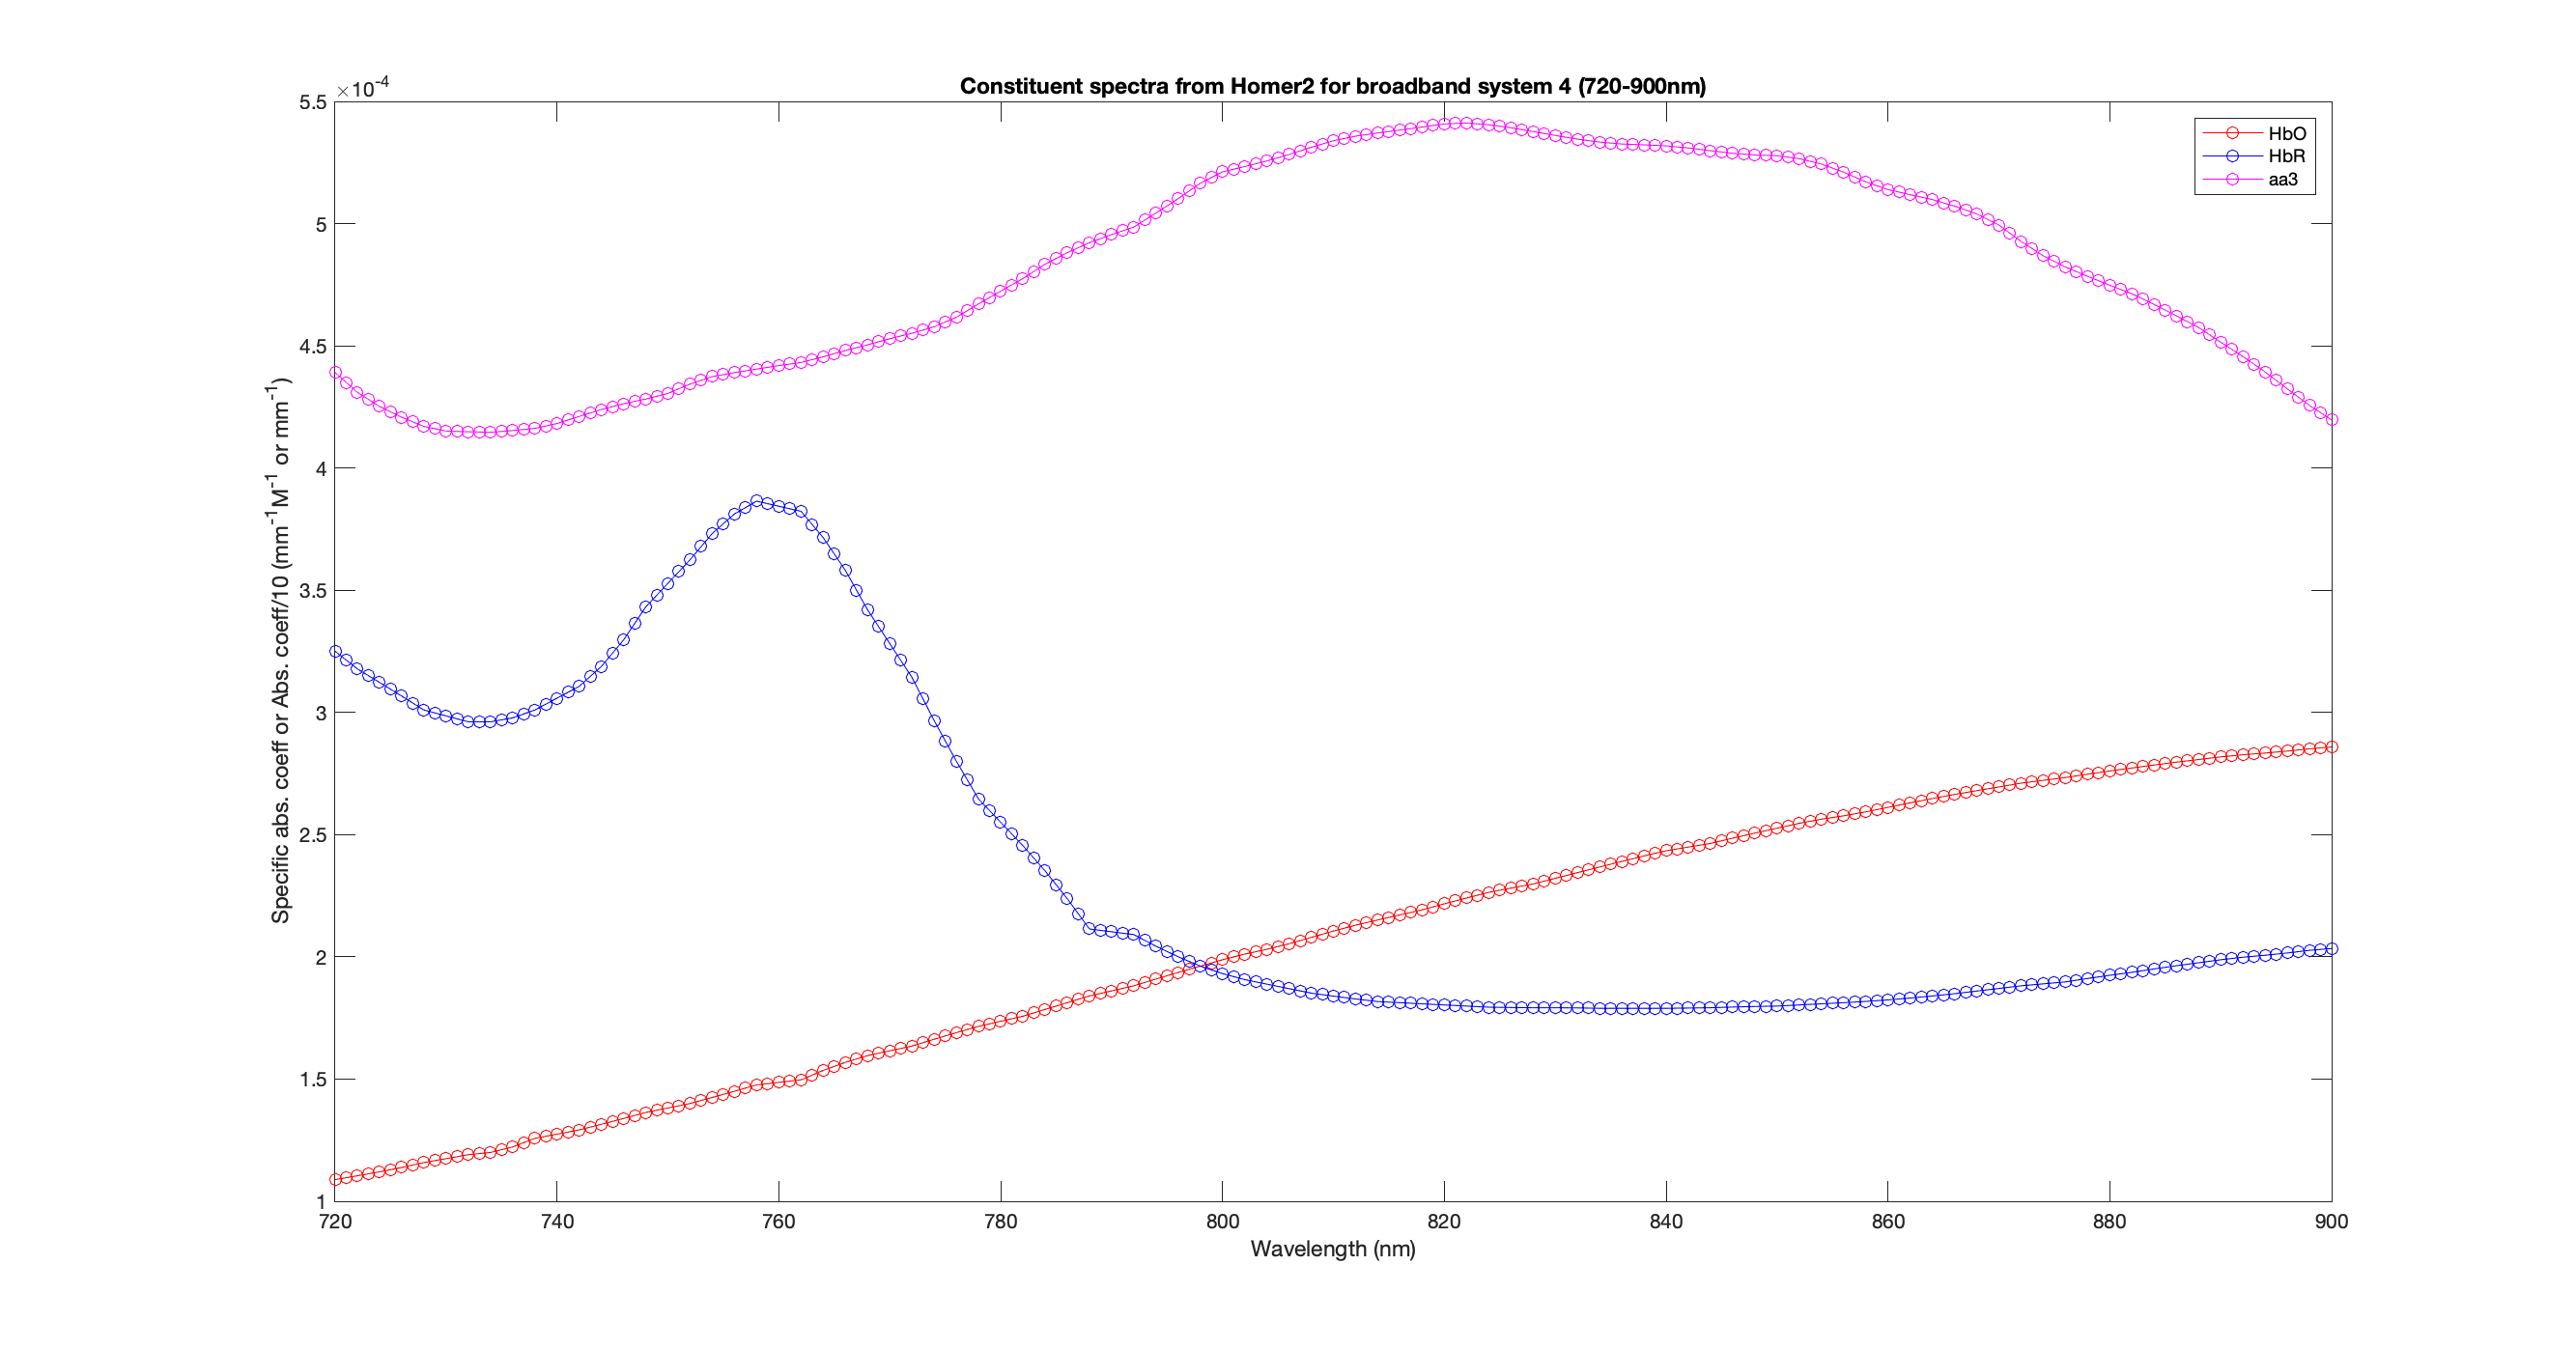 Constituent spectra from Homer2 for broadband system 4 (720-900nm)
×10⁻⁴
5.5
5
4.5
4
3.5
3
2.5
2
1.5
1
Specific abs. coeff or Abs. coeff/10 (mm⁻¹M⁻¹ or mm⁻¹)
HbO
HbR
aa3
720 740 760 780 800 820 840 860 880 900
Wavelength (nm)